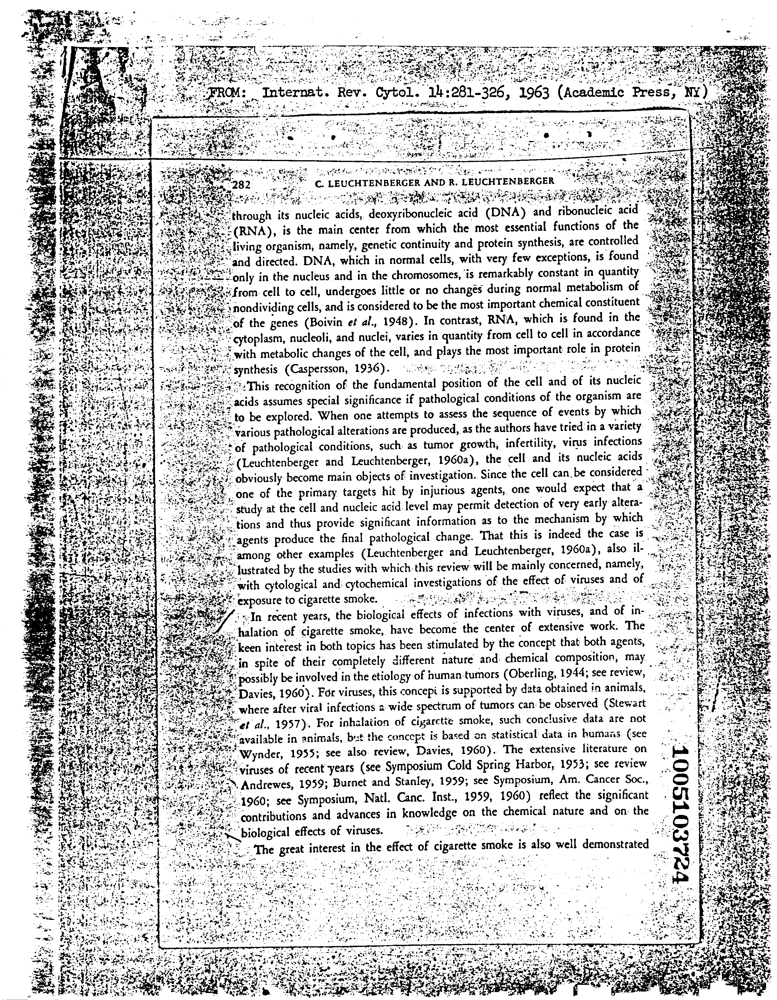 FROM: Internat. Rev. Cytol. 14:281-326, 1963 (Academic Press, NY)
282 C. LEUCHTENBERGER AND R. LEUCHTENBERGER
through its nucleic acids, deoxyribonucleic acid (DNA) and ribonucleic acid
(RNA), is the main center from which the most essential functions of the
living organism, namely, genetic continuity and protein synthesis, are controlled
and directed. DNA, which in normal cells, with very few exceptions, is found
only in the nucleus and in the chromosomes, is remarkably constant in quantity
from cell to cell, undergoes little or no changes during normal metabolism of
nondividing cells, and is considered to be the most important chemical constituent
of the genes (Boivin et al., 1948). In contrast, RNA, which is found in the
cytoplasm, nucleoli, and nuclei, varies in quantity from cell to cell in accordance
with metabolic changes of the cell, and plays the most important role in protein
synthesis (Caspersson, 1936).
This recognition of the fundamental position of the cell and of its nucleic
acids assumes special significance if pathological conditions of the organism are
to be explored. When one attempts to assess the sequence of events by which
various pathological alterations are produced, as the authors have tried in a variety
of pathological conditions, such as tumor growth, infertility, virus infections
(Leuchtenberger and Leuchtenberger, 1960a), the cell and its nucleic acids
obviously become main objects of investigation. Since the cell can be considered
one of the primary targets hit by injurious agents, one would expect that a
study at the cell and nucleic acid level may permit detection of very early altera-
tions and thus provide significant information as to the mechanism by which
agents produce the final pathological change. That this is indeed the case is
among other examples (Leuchtenberger and Leuchtenberger, 1960a), also il-
lustrated by the studies with which this review will be mainly concerned, namely,
with cytological and cytochemical investigations of the effect of viruses and of
exposure to cigarette smoke.
In recent years, the biological effects of infections with viruses, and of in-
halation of cigarette smoke, have become the center of extensive work. The
keen interest in both topics has been stimulated by the concept that both agents,
in spite of their completely different nature and chemical composition, may
possibly be involved in the etiology of human tumors (Oberling, 1944; see review,
Davies, 1960). For viruses, this concept is supported by data obtained in animals,
where after viral infections a wide spectrum of tumors can be observed (Stewart
et al., 1957). For inhalation of cigarette smoke, such conclusive data are not
available in animals, but the concept is based on statistical data in humans (see
Wynder, 1955; see also review, Davies, 1960). The extensive literature on
viruses of recent years (see Symposium Cold Spring Harbor, 1953; see review
Andrewes, 1959; Burnet and Stanley, 1959; see Symposium, Am. Cancer Soc.,
1960; see Symposium, Natl. Canc. Inst., 1959, 1960) reflect the significant
contributions and advances in knowledge on the chemical nature and on the
biological effects of viruses.
The great interest in the effect of cigarette smoke is also well demonstrated
1005103724